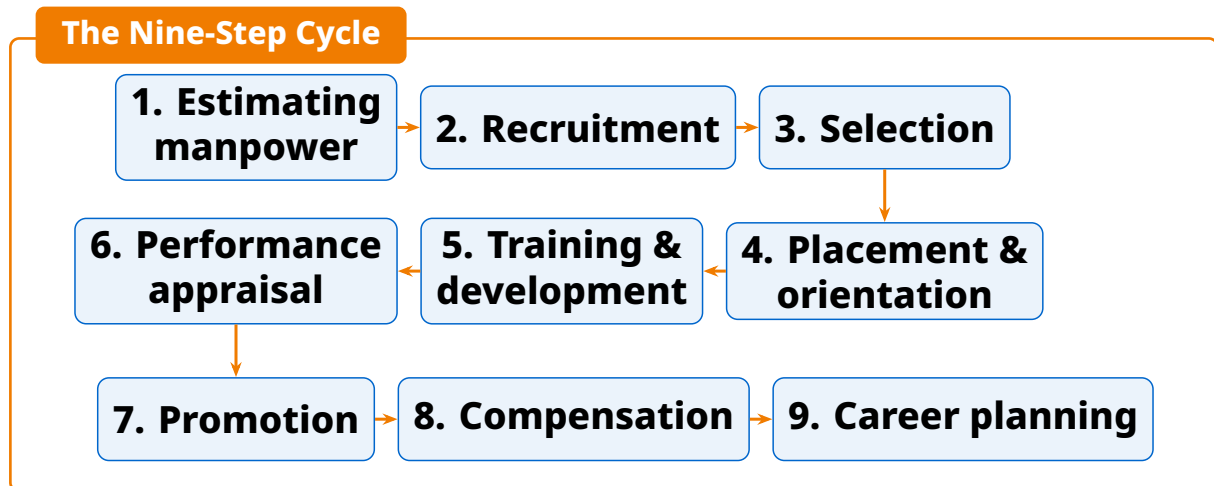 The Nine-Step Cycle
1. Estimating
manpower
2. Recruitment
3. Selection
4. Placement &
orientation
5. Training &
development
6. Performance
appraisal
7. Promotion
8. Compensation
9. Career planning